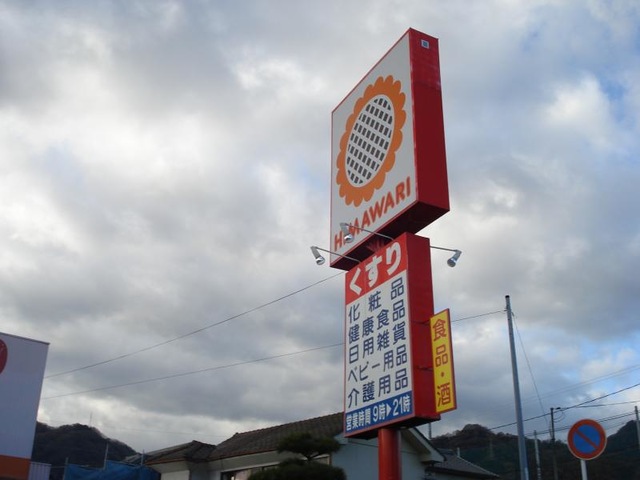 HIMAWARI
くすり
化粧品
健康食品
日用雑貨
ベビー用品
介護用品
営業時間 9時▶21時
食品・酒